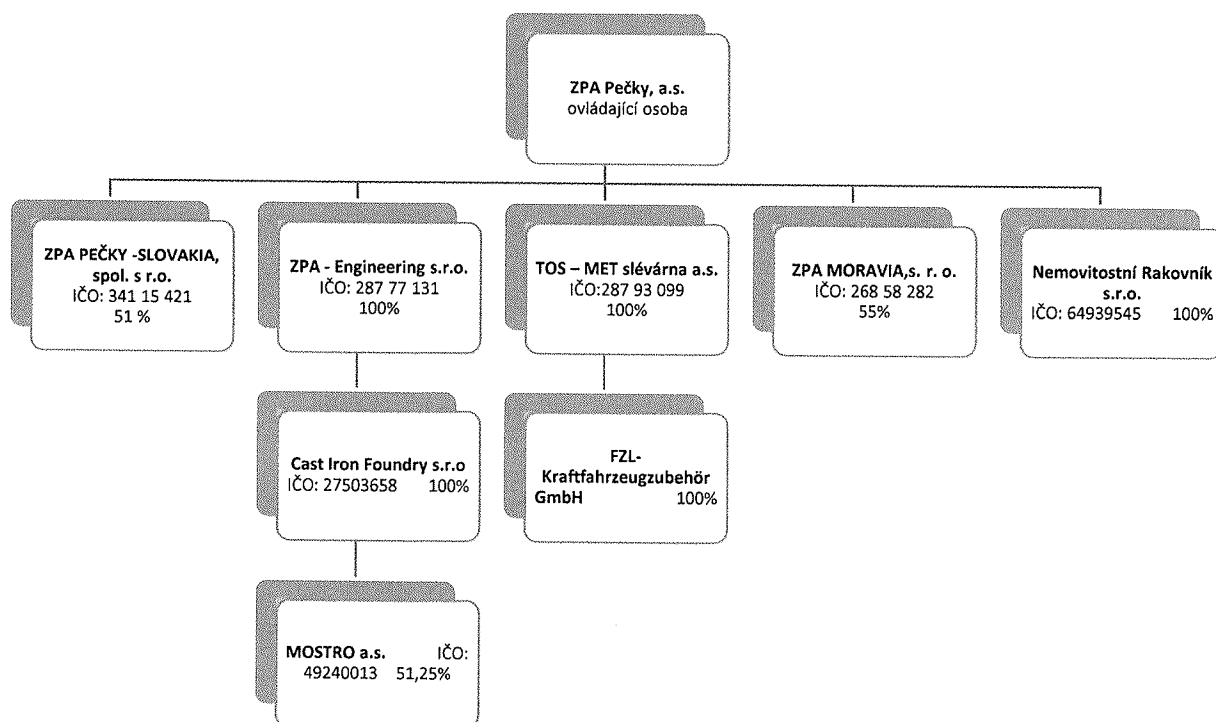 ZPA Pečky, a.s.
ovládající osoba
ZPA PEČKY -SLOVAKIA,
spol. s r.o.
IČO: 341 15 421
51 %
ZPA - Engineering s.r.o.
IČO: 287 77 131
100%
TOS – MET slévárna a.s.
IČO:287 93 099
100%
ZPA MORAVIA,s. r. o.
IČO: 268 58 282
55%
Nemovitostní Rakovník
s.r.o.
IČO: 64939545 100%
Cast Iron Foundry s.r.o
IČO: 27503658 100%
FZL-
Kraftfahrzeugzubehör
GmbH 100%
MOSTRO a.s. IČO:
49240013 51,25%